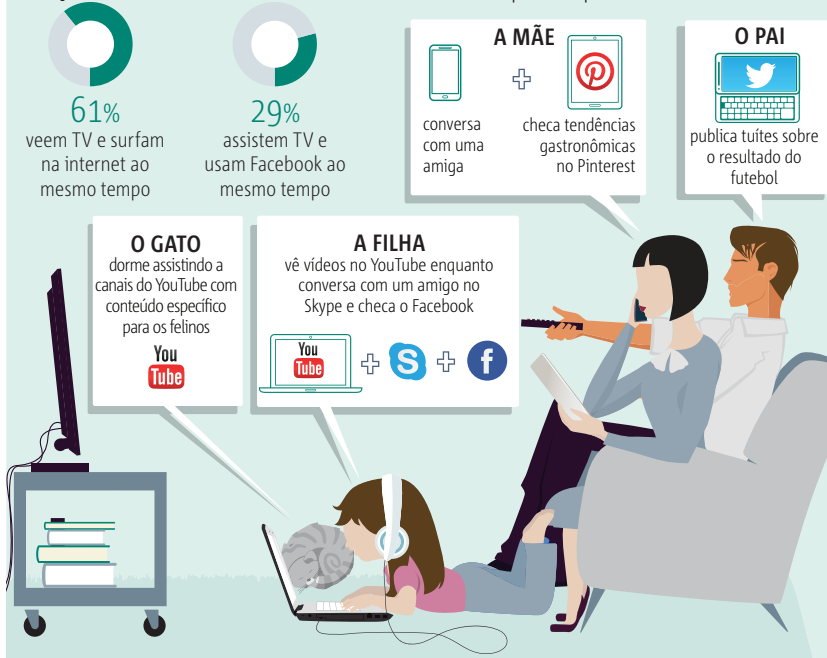 61%
veem TV e surfam
na internet ao
mesmo tempo
29%
assistem TV e
usam Facebook ao
mesmo tempo
A MÃE
conversa
com uma
amiga
checa tendências
gastronômicas
no Pinterest
O PAI
publica tuítes sobre
o resultado do
futebol
O GATO
dorme assistindo a
canais do YouTube com
conteúdo específico
para os felinos
You
Tube
A FILHA
vê vídeos no YouTube enquanto
conversa com um amigo no
Skype e checa o Facebook
You
Tube